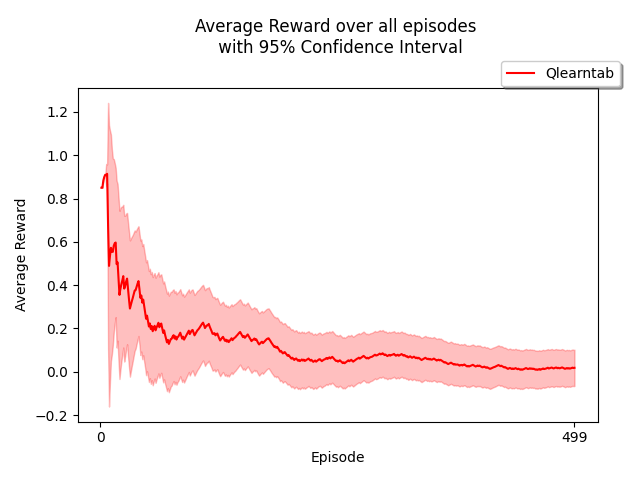 Average Reward over all episodes
with 95% Confidence Interval
Qlearntab
1.2
1.0
0.8
0.6
0.4
0.2
0.0
−0.2
Average Reward
0
499
Episode